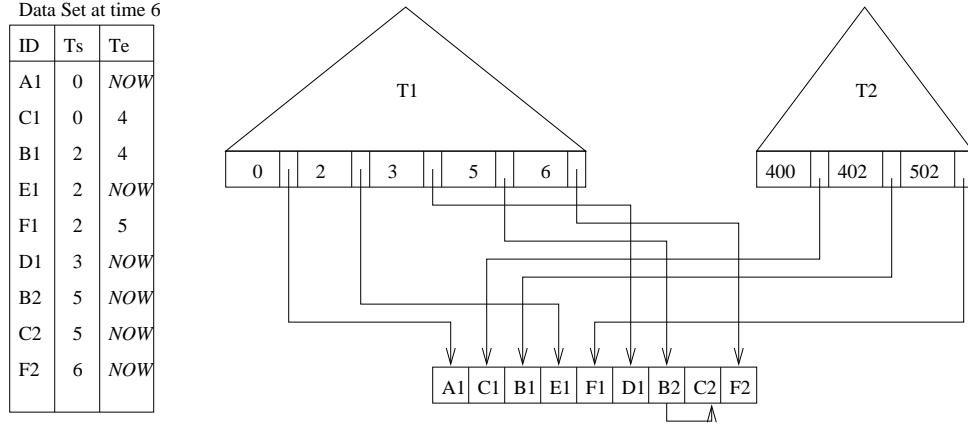 Data Set at time 6
ID Ts Te
A1 0 NOW
C1 0 4
B1 2 4
E1 2 NOW
F1 2 5
D1 3 NOW
B2 5 NOW
C2 5 NOW
F2 6 NOW
T1
0 2 3 5 6
T2
400 402 502
A1 C1 B1 E1 F1 D1 B2 C2 F2